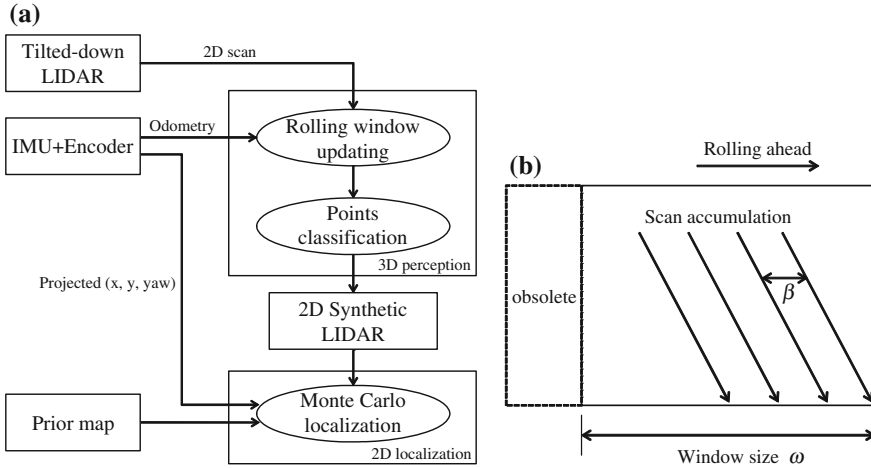 (a)
Tilted-down
LIDAR
2D scan
IMU+Encoder
Odometry
Rolling window
updating
Points
classification
3D perception
Projected (x, y, yaw)
2D Synthetic
LIDAR
Prior map
Monte Carlo
localization
2D localization
(b)
Rolling ahead
Scan accumulation
obsolete
β
Window size ω